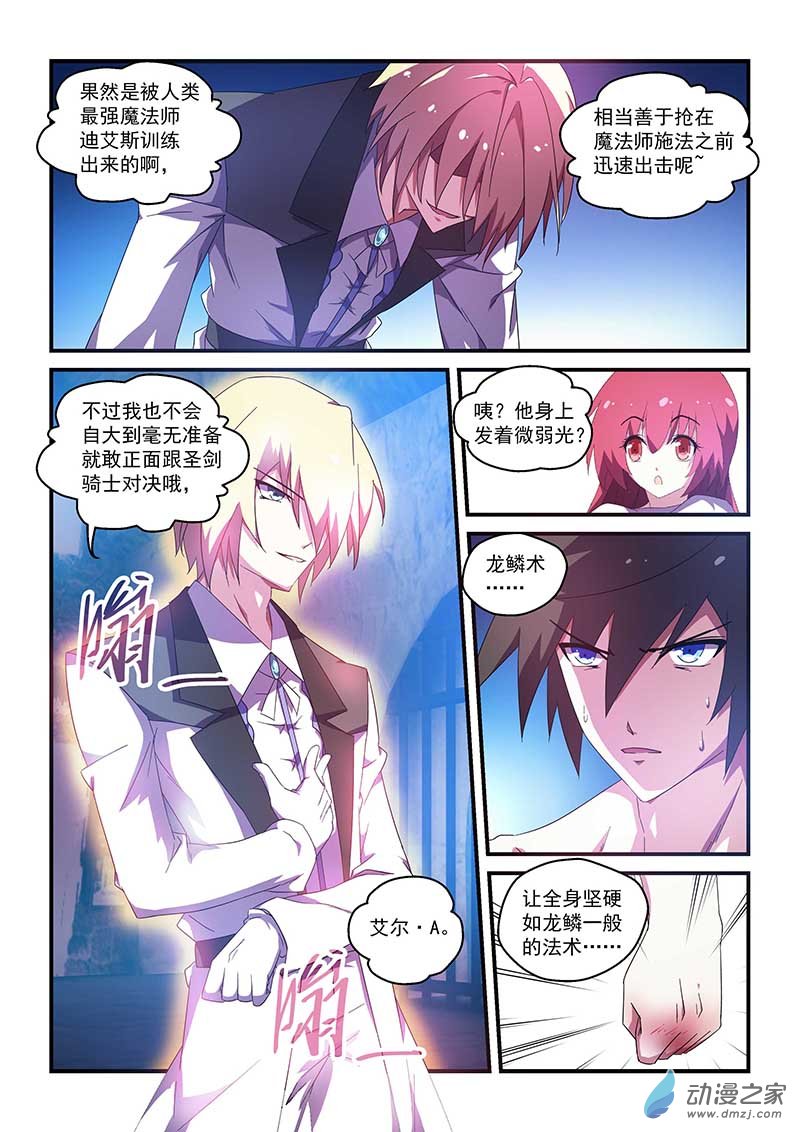 果然是被人类
最强魔法师
迪艾斯训练
出来的啊,
相当善于抢在
魔法师施法之前
迅速出击呢~
不过我也不会
自大到毫无准备
就敢正面跟圣剑
骑士对决哦,
嗡—
艾尔·A。
嗡—
咦?他身上
发着微弱光?
龙鳞术
……
让全身坚硬
如龙鳞一般
的法术……
动漫之家
www.dmzj.com